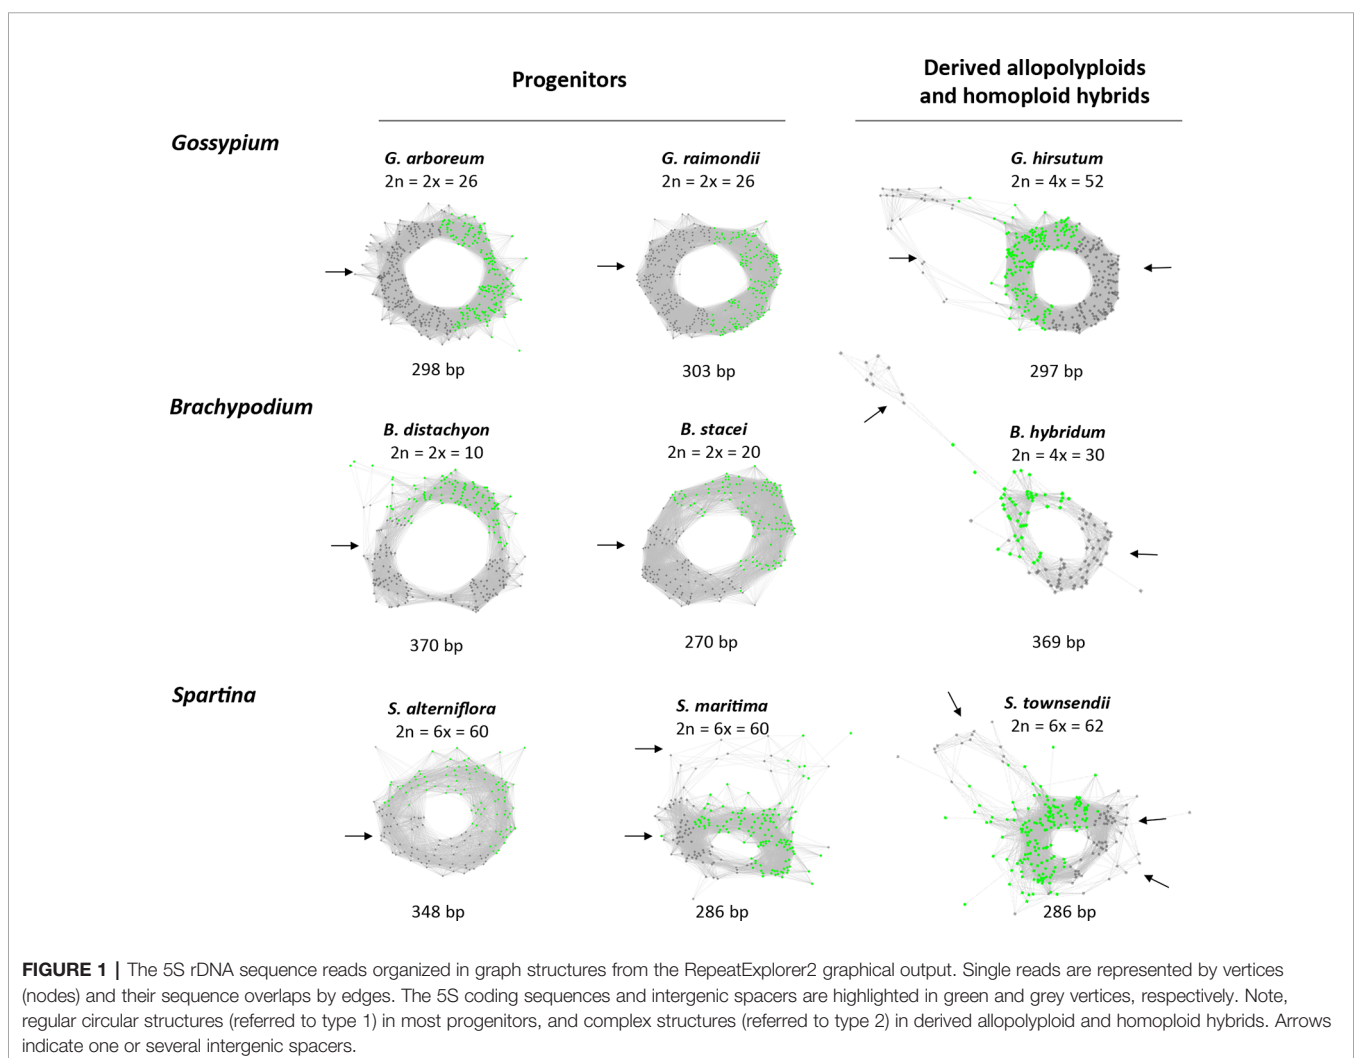 Progenitors
Derived allopolyploids
and homoploid hybrids
Gossypium
G. arboreum
2n = 2x = 26
298 bp
G. raimondii
2n = 2x = 26
303 bp
G. hirsutum
2n = 4x = 52
297 bp
Brachypodium
B. distachyon
2n = 2x = 10
370 bp
B. stacei
2n = 2x = 20
270 bp
B. hybridum
2n = 4x = 30
369 bp
Spartina
S. alterniflora
2n = 6x = 60
348 bp
S. maritima
2n = 6x = 60
286 bp
S. townsendii
2n = 6x = 62
286 bp
FIGURE 1 | The 5S rDNA sequence reads organized in graph structures from the RepeatExplorer2 graphical output. Single reads are represented by vertices
(nodes) and their sequence overlaps by edges. The 5S coding sequences and intergenic spacers are highlighted in green and grey vertices, respectively. Note,
regular circular structures (referred to type 1) in most progenitors, and complex structures (referred to type 2) in derived allopolyploid and homoploid hybrids. Arrows
indicate one or several intergenic spacers.